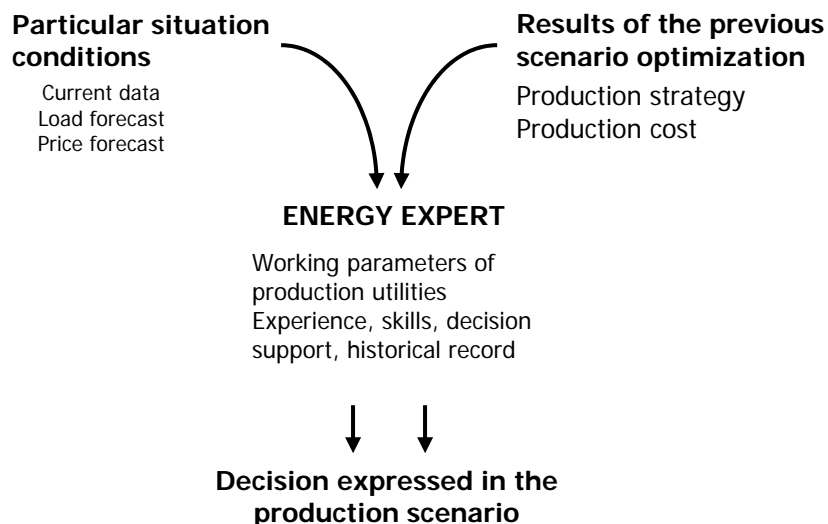 Particular situation
conditions
Current data
Load forecast
Price forecast
Results of the previous
scenario optimization
Production strategy
Production cost
ENERGY EXPERT
Working parameters of
production utilities
Experience, skills, decision
support, historical record
Decision expressed in the
production scenario